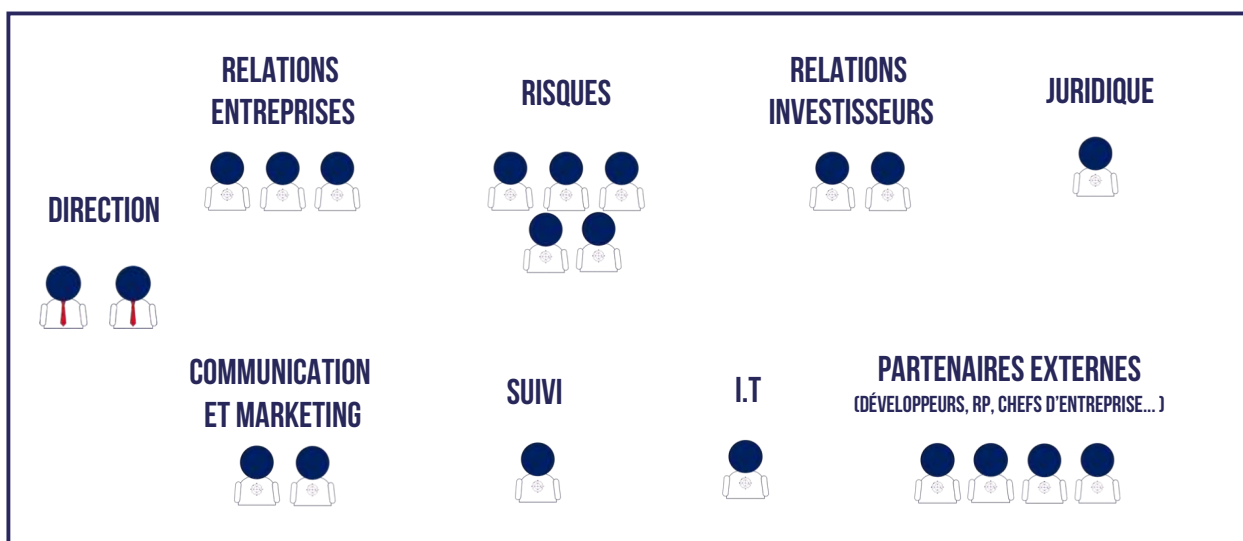 RELATIONS
ENTREPRISES
RISQUES
RELATIONS
INVESTISSEURS
JURIDIQUE
DIRECTION
COMMUNICATION
ET MARKETING
SUIVI
I.T
PARTENAIRES EXTERNES
(DÉVELOPPEURS, RP, CHEFS D'ENTREPRISE... )